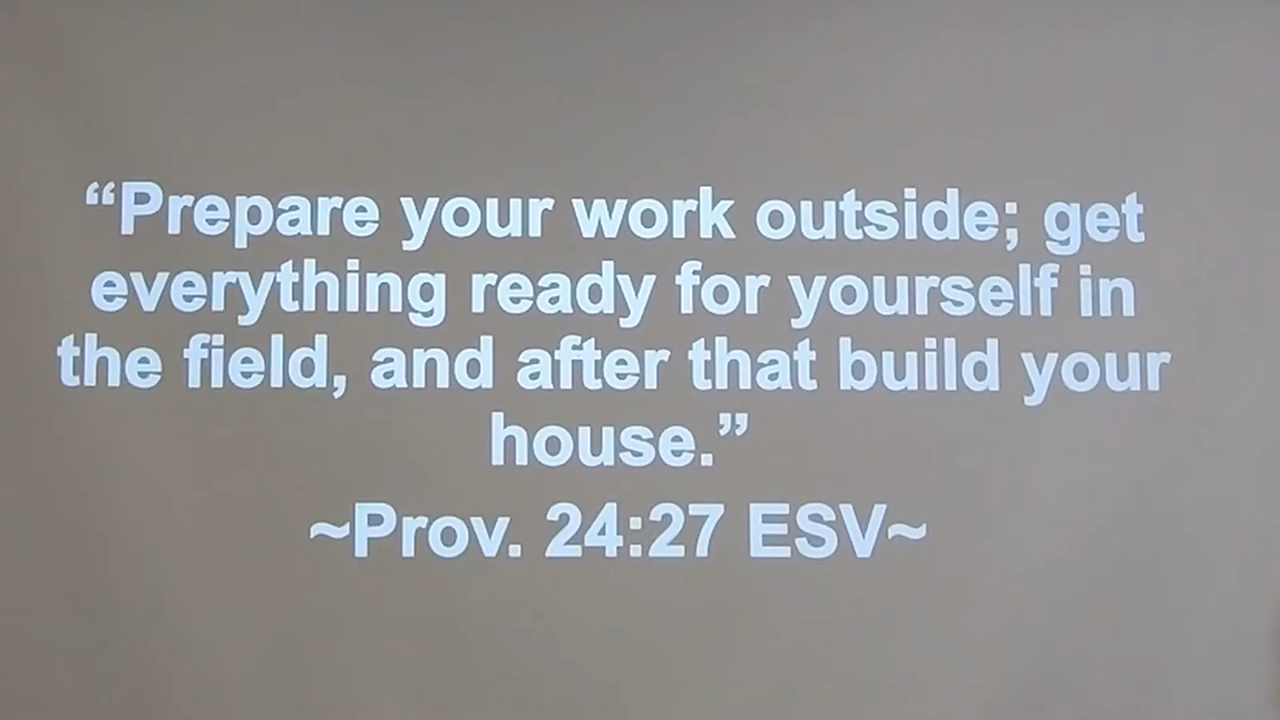 “Prepare your work outside; get
everything ready for yourself in
the field, and after that build your
house.”
~Prov. 24:27 ESV~